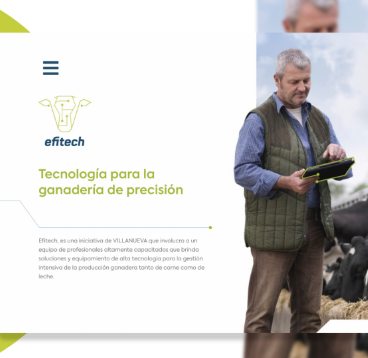 efitech
Tecnología para la
ganadería de precisión
Efitech, es una iniciativa de VILLANUEVA que involucra a un
equipo de profesionales altamente capacitados que brinda
soluciones y equipamiento de alta tecnología para la gestión
intensiva de la producción ganadera tanto de carne como de
leche.